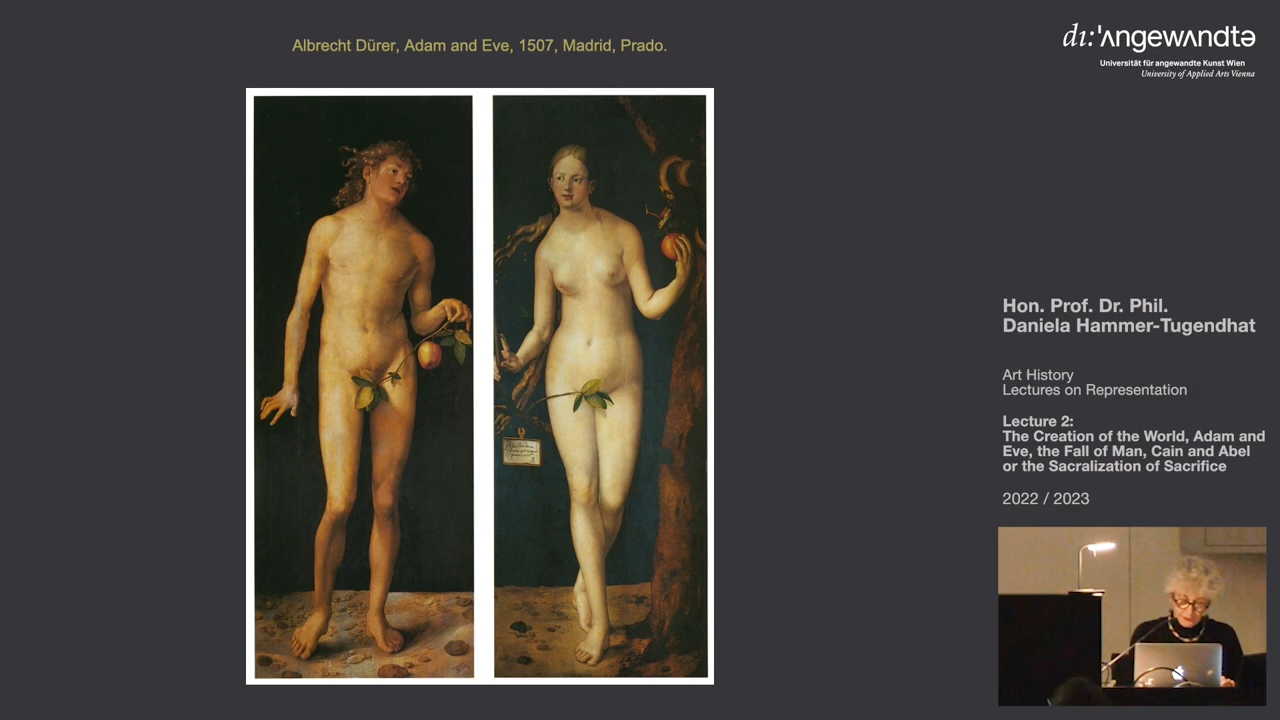 Albrecht Dürer, Adam and Eve, 1507, Madrid, Prado.
dı:'ʌngewʌndtə
Universität für angewandte Kunst Wien
University of Applied Arts Vienna
Hon. Prof. Dr. Phil.
Daniela Hammer-Tugendhat
Art History
Lectures on Representation
Lecture 2:
The Creation of the World, Adam and
Eve, the Fall of Man, Cain and Abel
or the Sacralization of Sacrifice
2022 / 2023